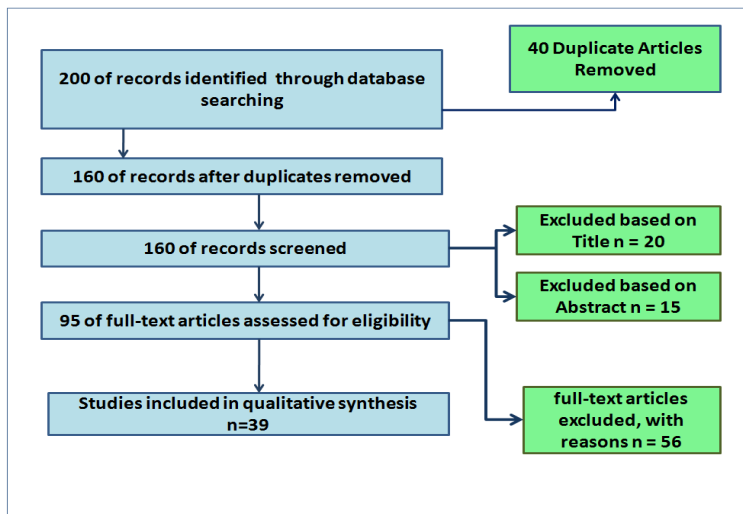 40 Duplicate Articles
Removed
200 of records identified through database
searching
160 of records after duplicates removed
160 of records screened
Excluded based on
Title n = 20
Excluded based on
Abstract n = 15
95 of full-text articles assessed for eligibility
Studies included in qualitative synthesis
n=39
full-text articles
excluded, with
reasons n = 56